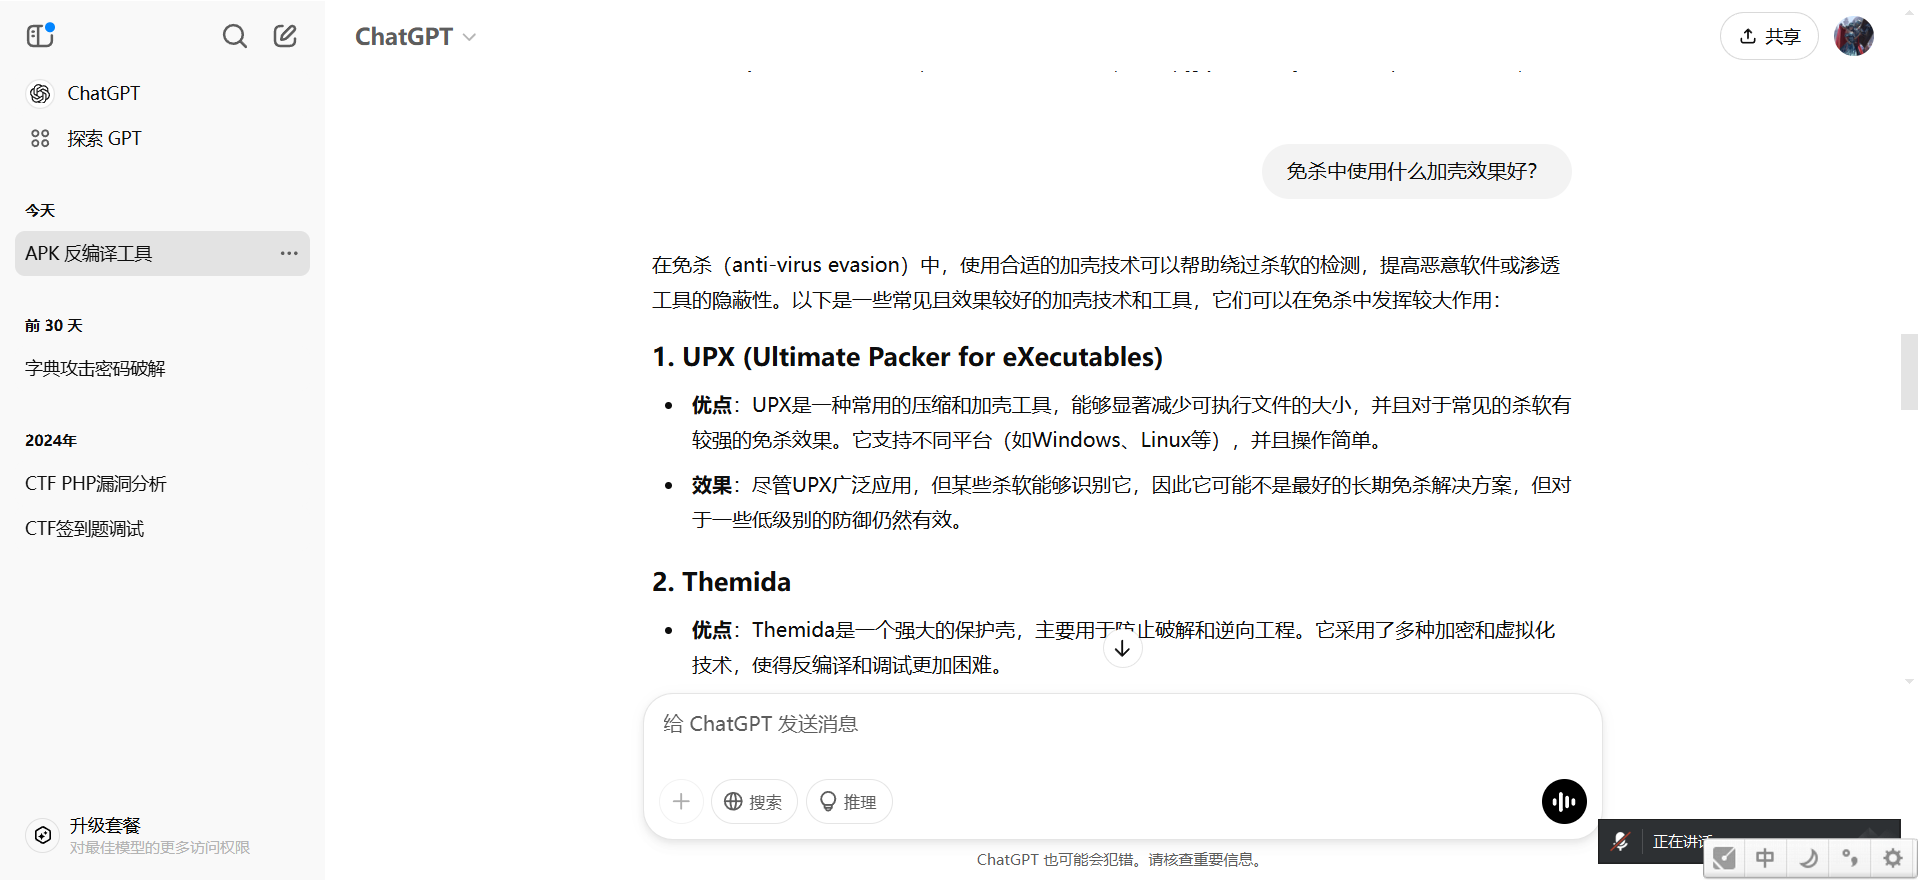 ChatGPT
共享
ChatGPT
探索 GPT
今天
APK 反编译工具
前 30 天
字典攻击密码破解
2024年
CTF PHP漏洞分析
CTF签到题调试
升级套餐
对最佳模型的更多访问权限
免杀中使用什么加壳效果好？
在免杀（anti-virus evasion）中，使用合适的加壳技术可以帮助绕过杀软的检测，提高恶意软件或渗透
工具的隐蔽性。以下是一些常见且效果较好的加壳技术和工具，它们可以在免杀中发挥较大作用：
1. UPX (Ultimate Packer for eXecutables)
• 优点：UPX是一种常用的压缩和加壳工具，能够显著减少可执行文件的大小，并且对于常见的杀软有
较强的免杀效果。它支持不同平台（如Windows、Linux等），并且操作简单。
• 效果：尽管UPX广泛应用，但某些杀软能够识别它，因此它可能不是最好的长期免杀解决方案，但对
于一些低级别的防御仍然有效。
2. Themida
• 优点：Themida是一个强大的保护壳，主要用于防止破解和逆向工程。它采用了多种加密和虚拟化
技术，使得反编译和调试更加困难。
给 ChatGPT 发送消息
搜索
推理
ChatGPT 也可能会犯错。请核查重要信息。
正在讲话
中